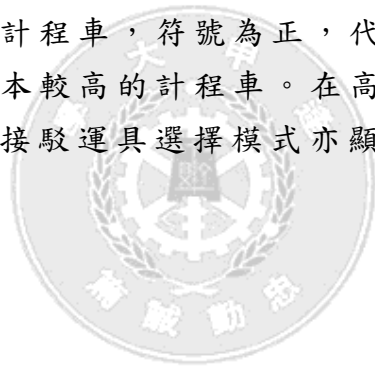 計程車，符號為正，代
本較高的計程車。在高
接駁運具選擇模式亦顯